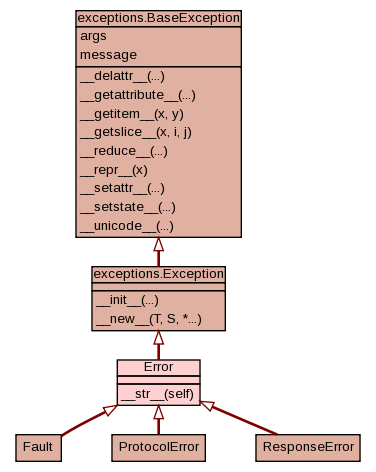 exceptions.BaseException
args
message
__delattr__(...)
__getattribute__(...)
__getitem__(x, y)
__getslice__(x, i, j)
__reduce__(...)
__repr__(x)
__setattr__(...)
__setstate__(...)
__unicode__(...)
exceptions.Exception
__init__(...)
__new__(T, S, *...)
Error
__str__(self)
Fault
ProtocolError
ResponseError